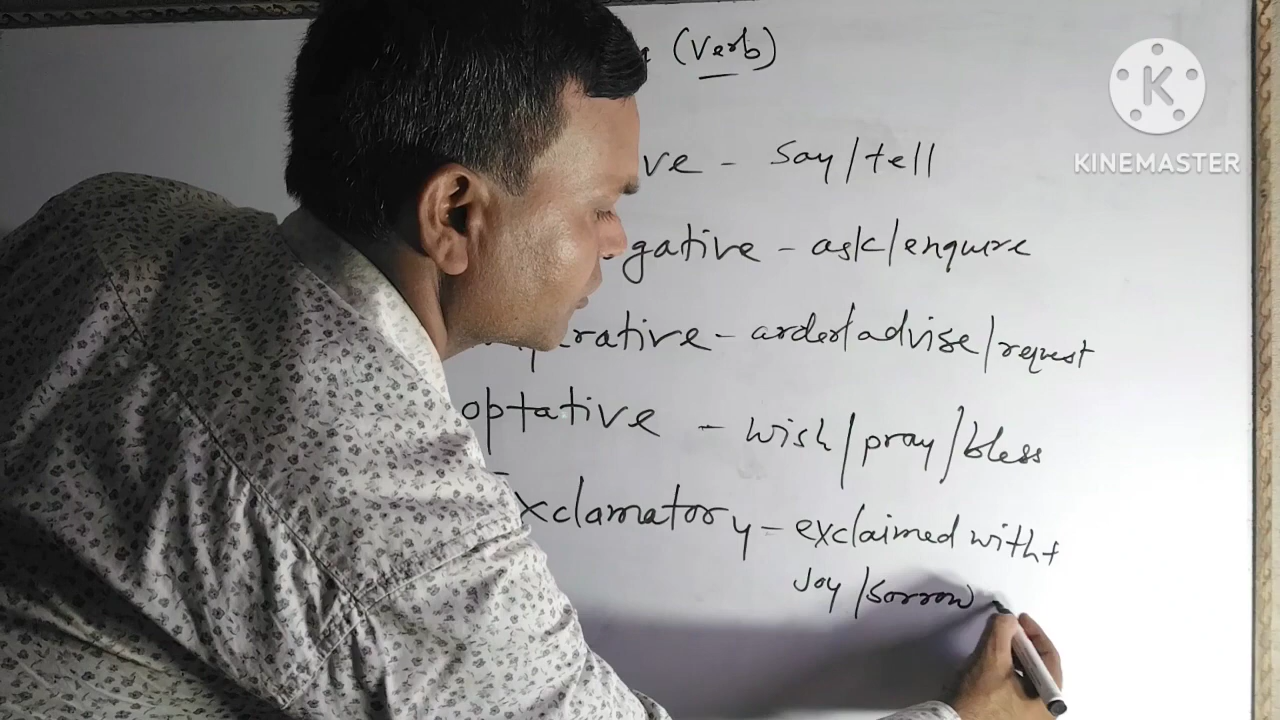 (Verb)
KINEMASTER
ve - Say/tell
gative - ask/enquire
rative - order/advise/request
optative - wish/pray/bless
Exclamatory - exclaimed with +
Joy/Sorrow